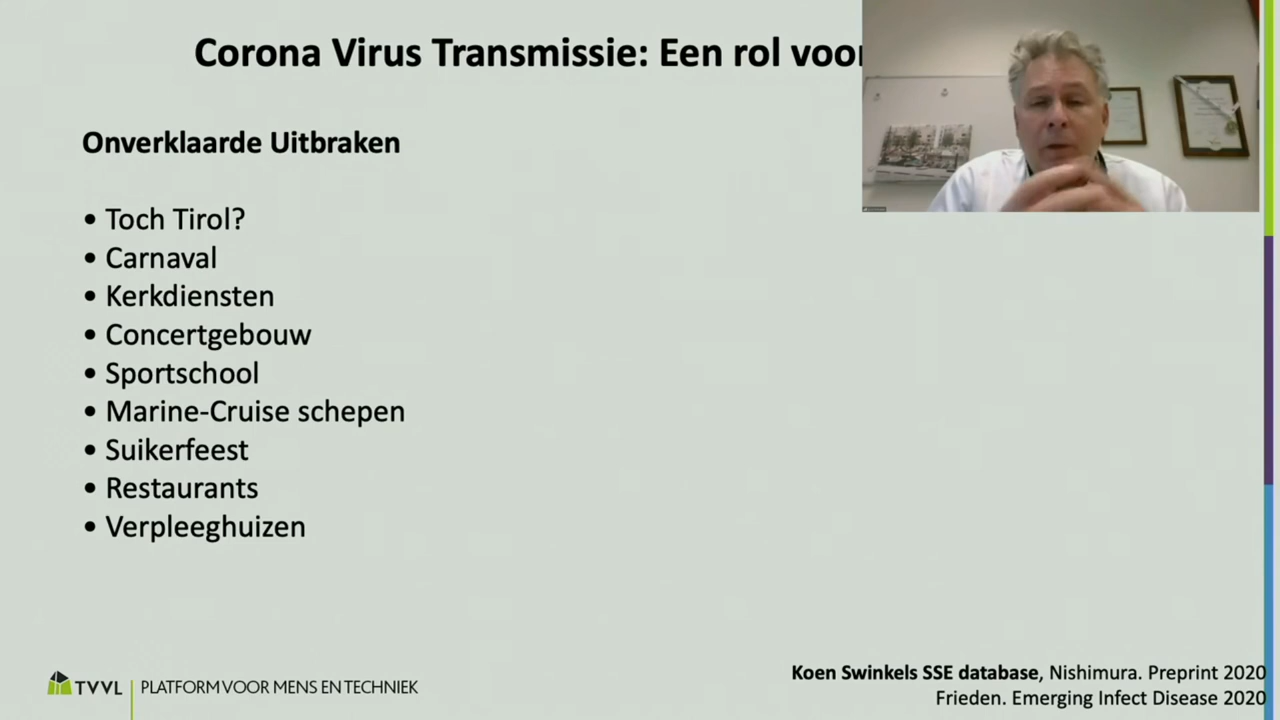 Corona Virus Transmissie: Een rol voor
Onverklaarde Uitbraken
• Toch Tirol?
• Carnaval
• Kerkdiensten
• Concertgebouw
• Sportschool
• Marine-Cruise schepen
• Suikerfeest
• Restaurants
• Verpleeghuizen
Koen Swinkels SSE database, Nishimura. Preprint 2020
Frieden. Emerging Infect Disease 2020
TVVL PLATFORM VOOR MENS EN TECHNIEK